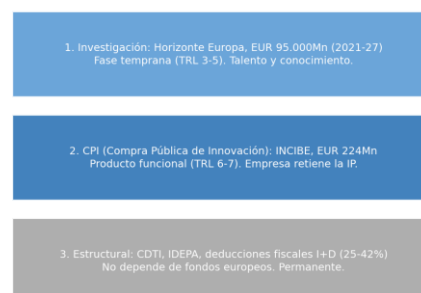 1. Investigación: Horizonte Europa, EUR 95.000Mn (2021-27)
Fase temprana (TRL 3-5). Talento y conocimiento.
2. CPI (Compra Pública de Innovación): INCIBE, EUR 224Mn
Producto funcional (TRL 6-7). Empresa retiene la IP.
3. Estructural: CDTI, IDEPA, deducciones fiscales I+D (25-42%)
No depende de fondos europeos. Permanente.